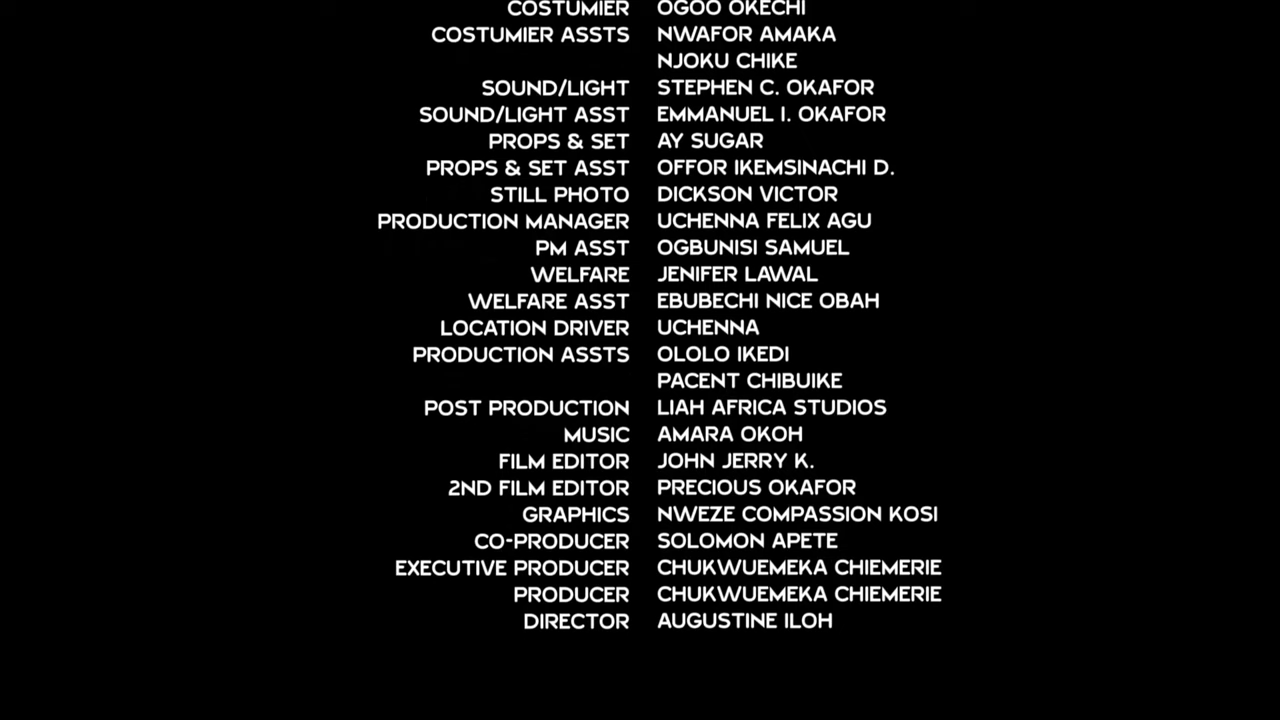 COSTUMIER OGOO OKECHI
COSTUMIER ASSTS NWAFOR AMAKA
NJOKU CHIKE
SOUND/LIGHT STEPHEN C. OKAFOR
SOUND/LIGHT ASST EMMANUEL I. OKAFOR
PROPS & SET AY SUGAR
PROPS & SET ASST OFFOR IKEMSINACHI D.
STILL PHOTO DICKSON VICTOR
PRODUCTION MANAGER UCHENNA FELIX AGU
PM ASST OGBUNISI SAMUEL
WELFARE JENIFER LAWAL
WELFARE ASST EBUBECHI NICE OBAH
LOCATION DRIVER UCHENNA
PRODUCTION ASSTS OLOLO IKEDI
PACENT CHIBUIKE
POST PRODUCTION LIAH AFRICA STUDIOS
MUSIC AMARA OKOH
FILM EDITOR JOHN JERRY K.
2ND FILM EDITOR PRECIOUS OKAFOR
GRAPHICS NWEZE COMPASSION KOSI
CO-PRODUCER SOLOMON APETE
EXECUTIVE PRODUCER CHUKWUEMEKA CHIEMERIE
PRODUCER CHUKWUEMEKA CHIEMERIE
DIRECTOR AUGUSTINE ILOH